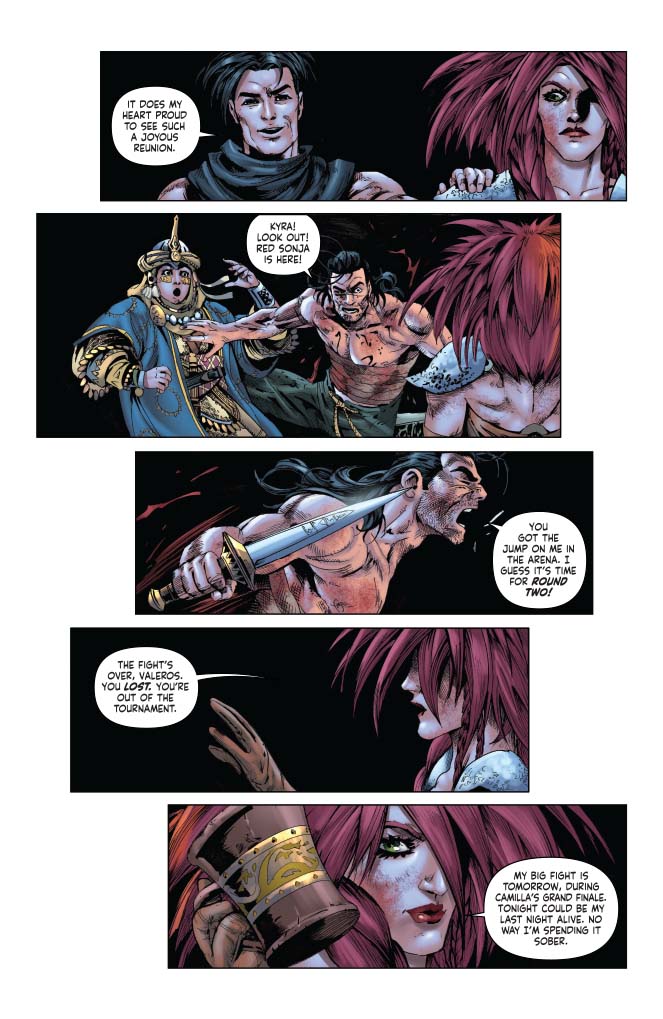 IT DOES MY
HEART PROUD
TO SEE SUCH
A JOYOUS
REUNION.
KYRA!
LOOK OUT!
RED SONJA
IS HERE!
YOU
GOT THE
JUMP ON ME IN
THE ARENA. I
GUESS IT'S TIME
FOR ROUND
TWO!
THE FIGHT'S
OVER, VALEROS.
YOU LOST. YOU'RE
OUT OF THE
TOURNAMENT.
MY BIG FIGHT IS
TOMORROW, DURING
CAMILLA'S GRAND FINALE.
TONIGHT COULD BE MY
LAST NIGHT ALIVE. NO
WAY I'M SPENDING IT
SOBER.